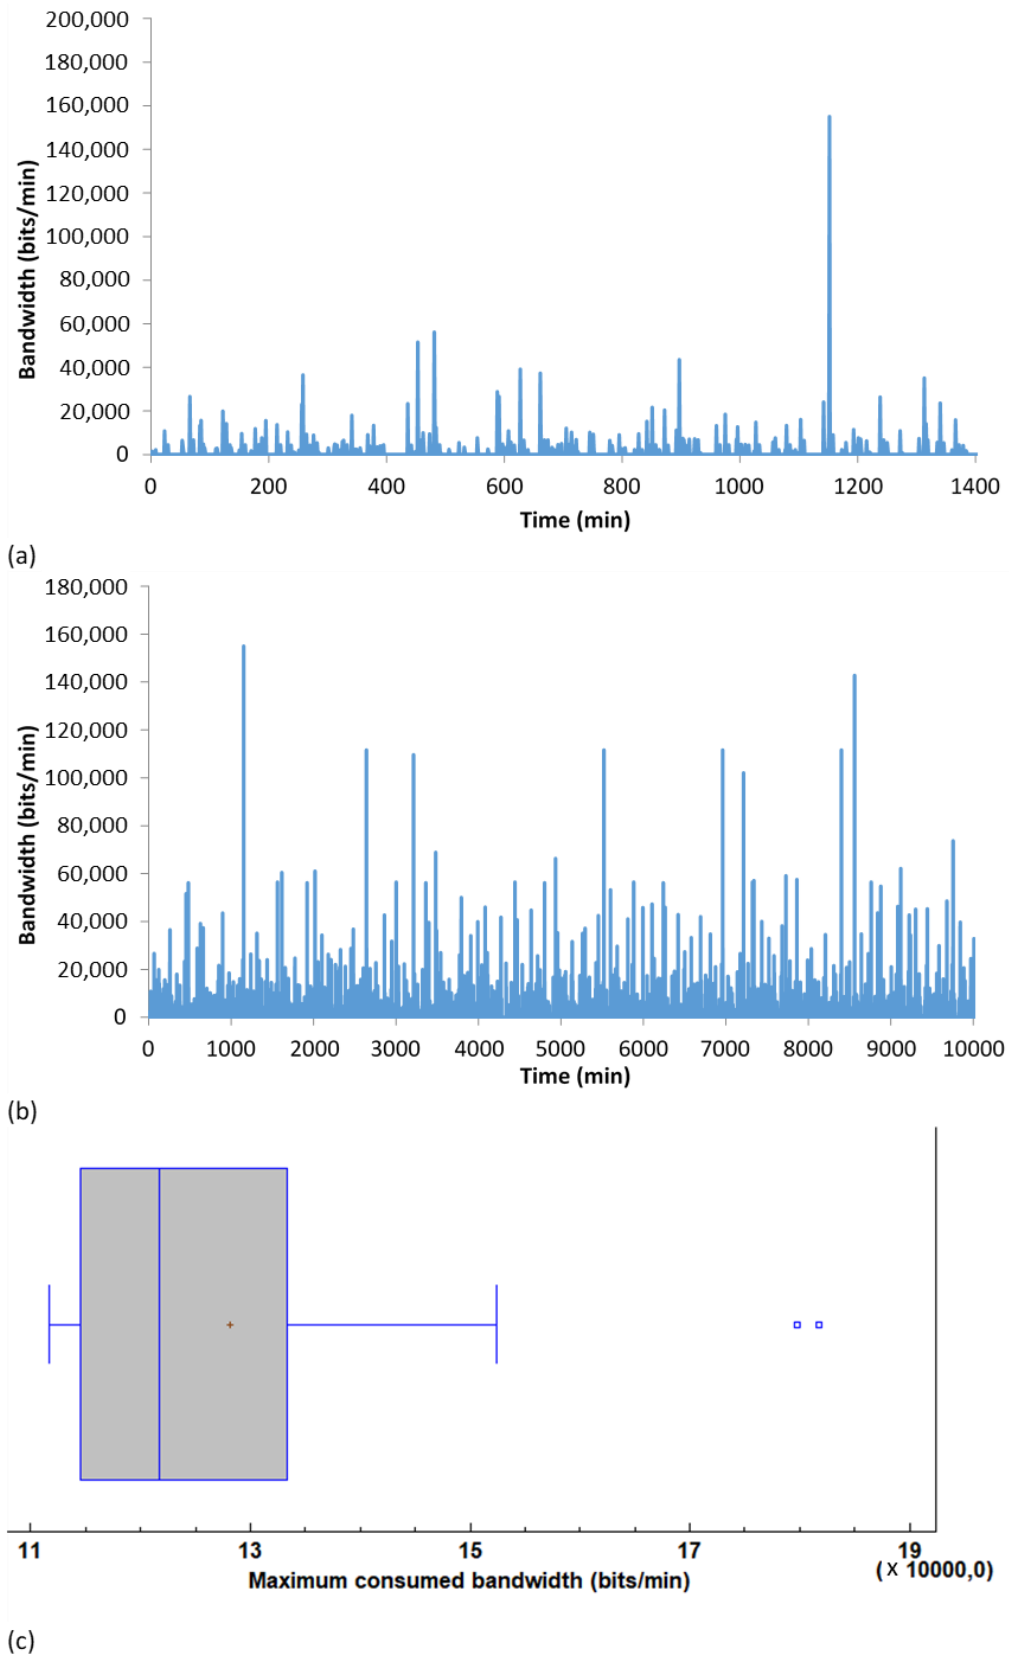 200,000
180,000
160,000
140,000
120,000
100,000
80,000
60,000
40,000
20,000
0
Bandwidth (bits/min)
0 200 400 600 800 1000 1200 1400
Time (min)
(a)
180,000
160,000
140,000
120,000
100,000
80,000
60,000
40,000
20,000
0
Bandwidth (bits/min)
0 1000 2000 3000 4000 5000 6000 7000 8000 9000 10000
Time (min)
(b)
11 13 15 17 19
(x 10000,0)
Maximum consumed bandwidth (bits/min)
(c)